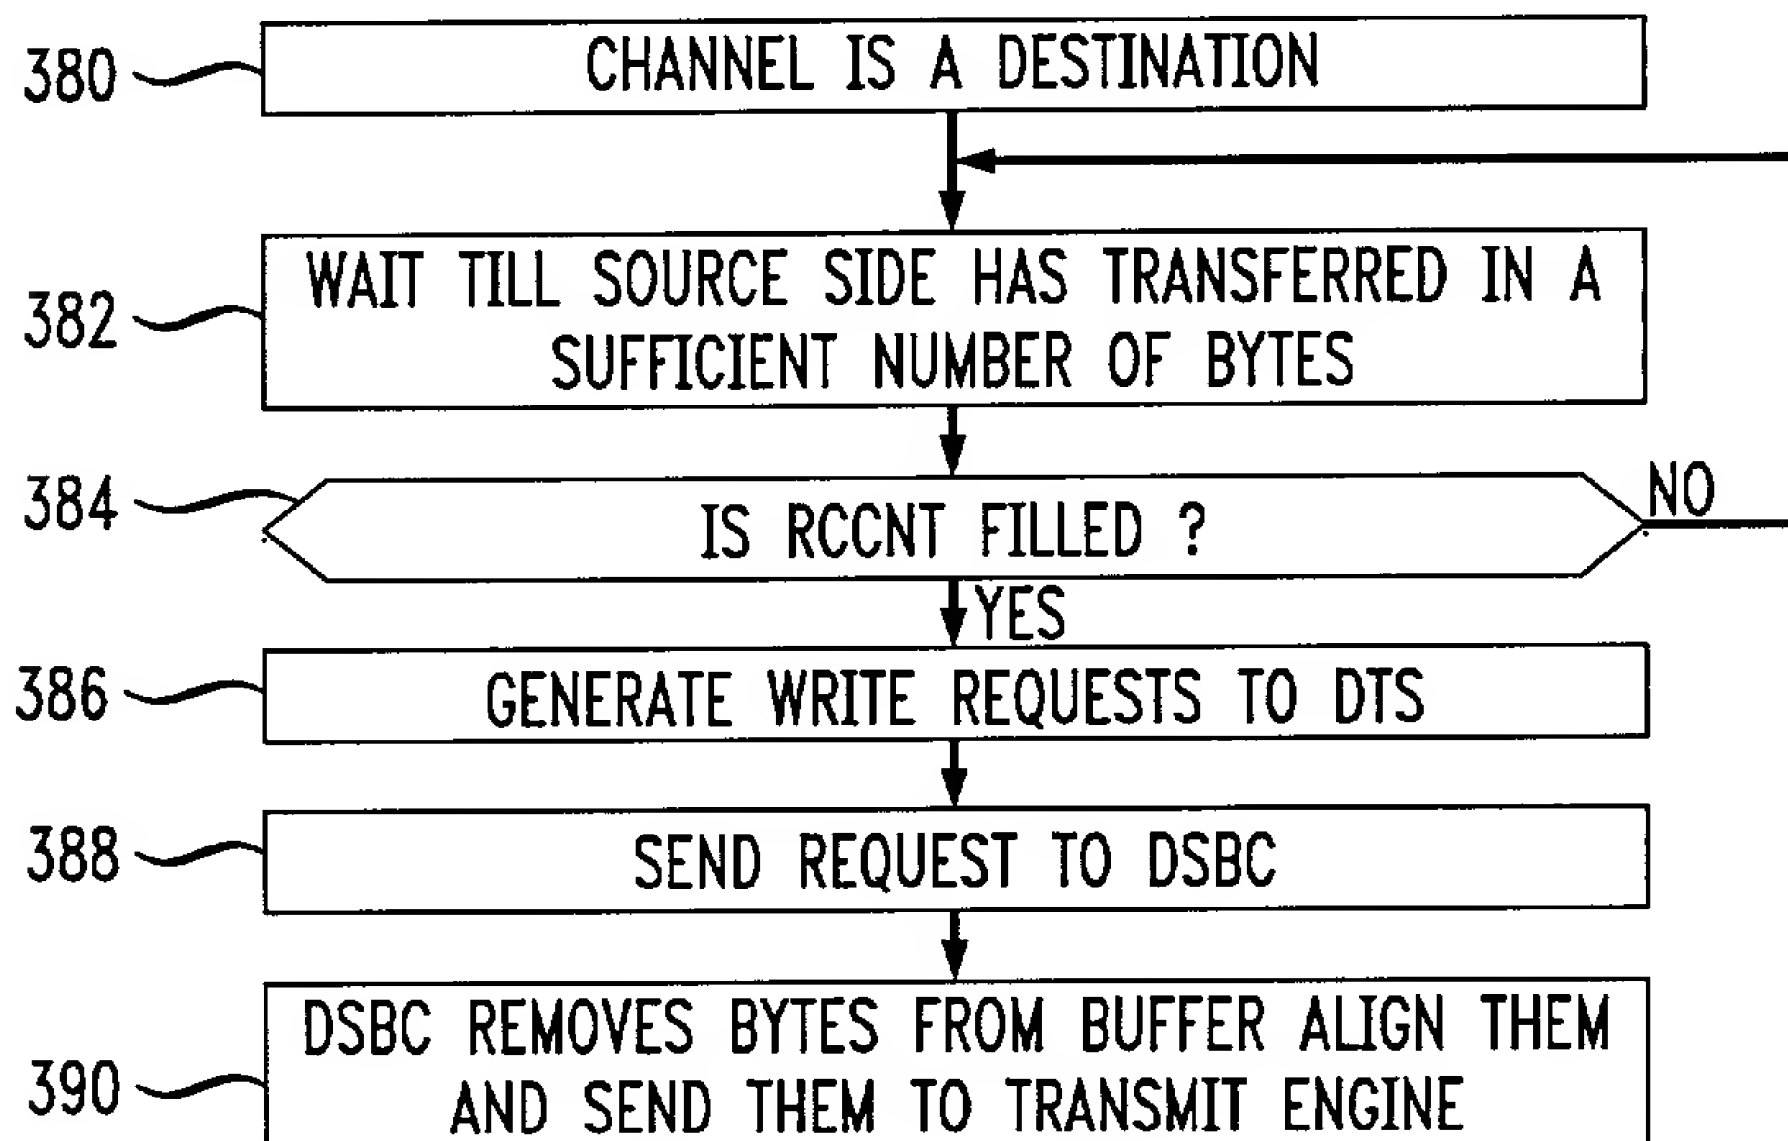 380 CHANNEL IS A DESTINATION
382 WAIT TILL SOURCE SIDE HAS TRANSFERRED IN A
SUFFICIENT NUMBER OF BYTES
384 IS RCCNT FILLED ? NO
YES
386 GENERATE WRITE REQUESTS TO DTS
388 SEND REQUEST TO DSBC
390 DSBC REMOVES BYTES FROM BUFFER ALIGN THEM
AND SEND THEM TO TRANSMIT ENGINE